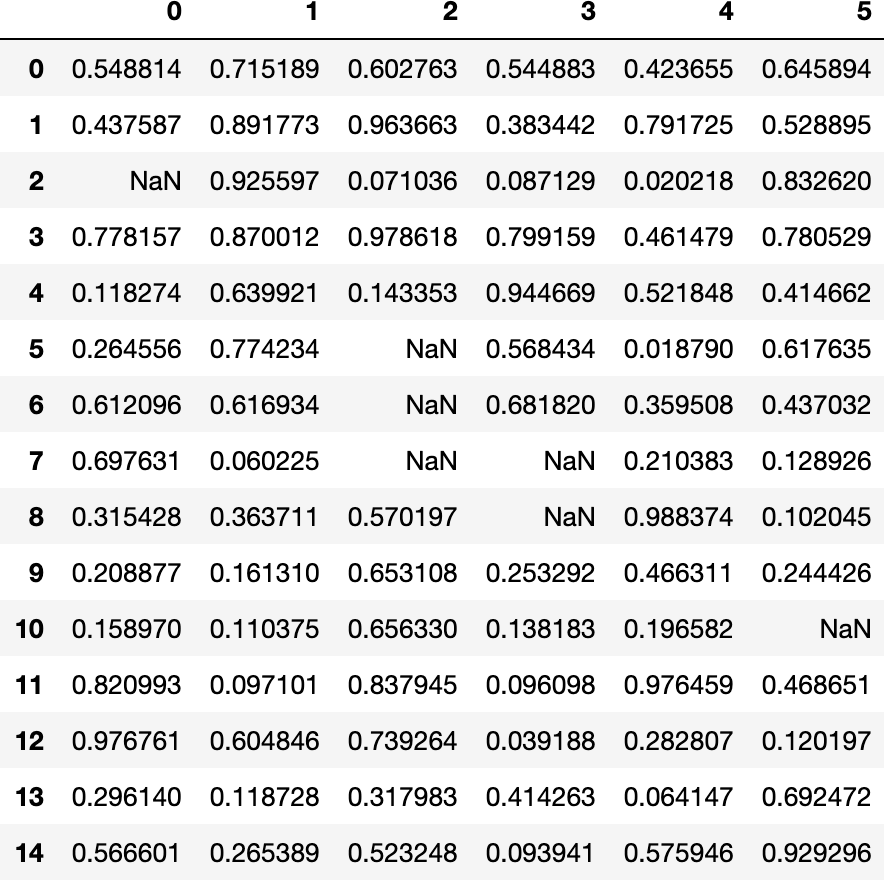 0 1 2 3 4 5
0 0.548814 0.715189 0.602763 0.544883 0.423655 0.645894
1 0.437587 0.891773 0.963663 0.383442 0.791725 0.528895
2 NaN 0.925597 0.071036 0.087129 0.020218 0.832620
3 0.778157 0.870012 0.978618 0.799159 0.461479 0.780529
4 0.118274 0.639921 0.143353 0.944669 0.521848 0.414662
5 0.264556 0.774234 NaN 0.568434 0.018790 0.617635
6 0.612096 0.616934 NaN 0.681820 0.359508 0.437032
7 0.697631 0.060225 NaN NaN 0.210383 0.128926
8 0.315428 0.363711 0.570197 NaN 0.988374 0.102045
9 0.208877 0.161310 0.653108 0.253292 0.466311 0.244426
10 0.158970 0.110375 0.656330 0.138183 0.196582 NaN
11 0.820993 0.097101 0.837945 0.096098 0.976459 0.468651
12 0.976761 0.604846 0.739264 0.039188 0.282807 0.120197
13 0.296140 0.118728 0.317983 0.414263 0.064147 0.692472
14 0.566601 0.265389 0.523248 0.093941 0.575946 0.929296